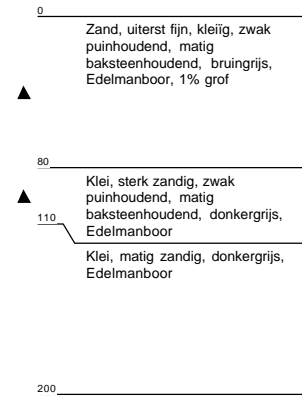 0
Zand, uiterst fijn, kleiïg, zwak
puinhoudend, matig
baksteenhoudend, bruingrijs,
Edelmanboor, 1% grof
80
Klei, sterk zandig, zwak
puinhoudend, matig
baksteenhoudend, donkergrijs,
Edelmanboor
110
Klei, matig zandig, donkergrijs,
Edelmanboor
200